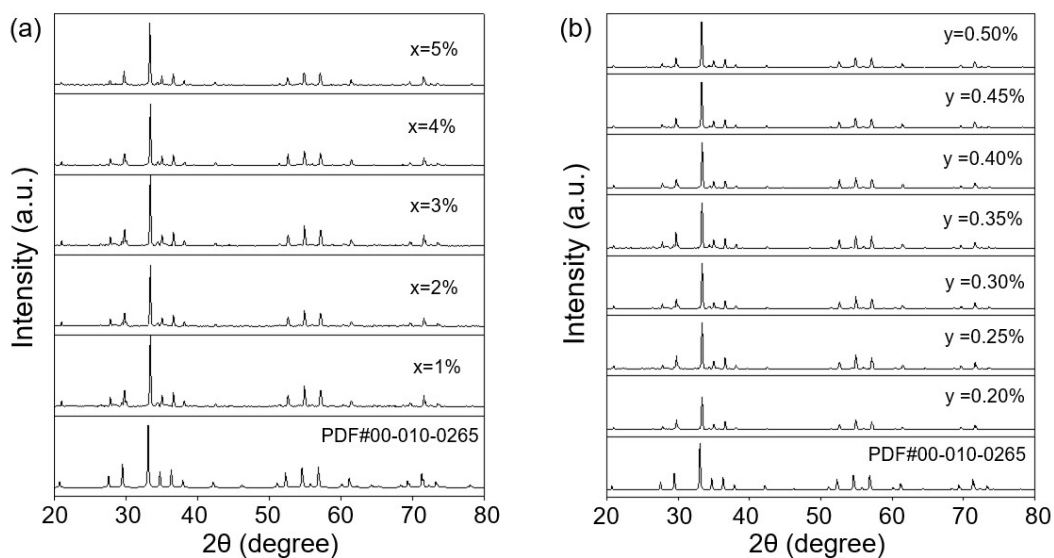 (a)
x=5%
x=4%
x=3%
x=2%
x=1%
PDF#00-010-0265
Intensity (a.u.)
20 30 40 50 60 70 80
2θ (degree)
(b)
y=0.50%
y =0.45%
y =0.40%
y =0.35%
y =0.30%
y =0.25%
y =0.20%
PDF#00-010-0265
Intensity (a.u.)
20 30 40 50 60 70 80
2θ (degree)